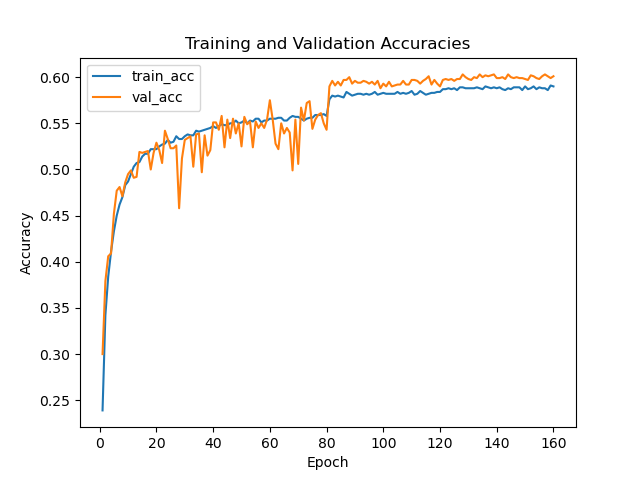 Training and Validation Accuracies
train_acc
val_acc
0.60
0.55
0.50
0.45
0.40
0.35
0.30
0.25
Accuracy
0 20 40 60 80 100 120 140 160
Epoch